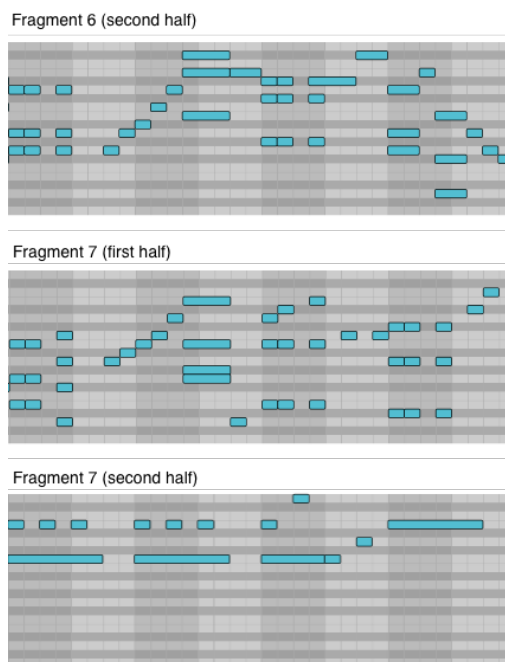 Fragment 6 (second half)
Fragment 7 (first half)
Fragment 7 (second half)